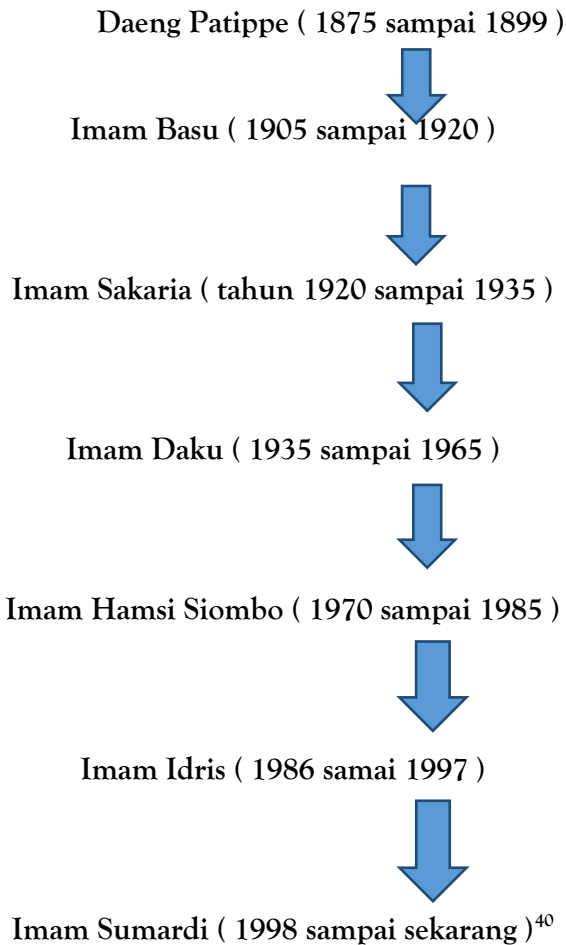 Daeng Patippe ( 1875 sampai 1899 )
Imam Basu ( 1905 sampai 1920 )
Imam Sakaria ( tahun 1920 sampai 1935 )
Imam Daku ( 1935 sampai 1965 )
Imam Hamsi Siombo ( 1970 sampai 1985 )
Imam Idris ( 1986 samai 1997 )
Imam Sumardi ( 1998 sampai sekarang )⁴⁰